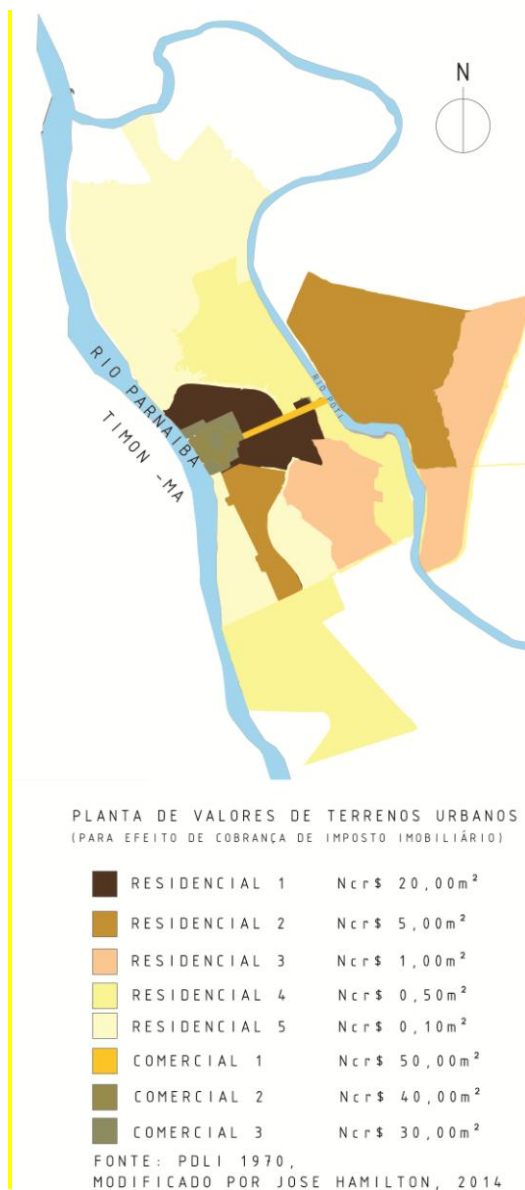 N
RIO PARNAIBA
TIMON -MA
RIO POTI
PLANTA DE VALORES DE TERRENOS URBANOS
(PARA EFEITO DE COBRANÇA DE IMPOSTO IMOBILIÁRIO)
RESIDENCIAL 1 Ncr$ 20,00m²
RESIDENCIAL 2 Ncr$ 5,00m²
RESIDENCIAL 3 Ncr$ 1,00m²
RESIDENCIAL 4 Ncr$ 0,50m²
RESIDENCIAL 5 Ncr$ 0,10m²
COMERCIAL 1 Ncr$ 50,00m²
COMERCIAL 2 Ncr$ 40,00m²
COMERCIAL 3 Ncr$ 30,00m²
FONTE: PDLI 1970,
MODIFICADO POR JOSE HAMILTON, 2014